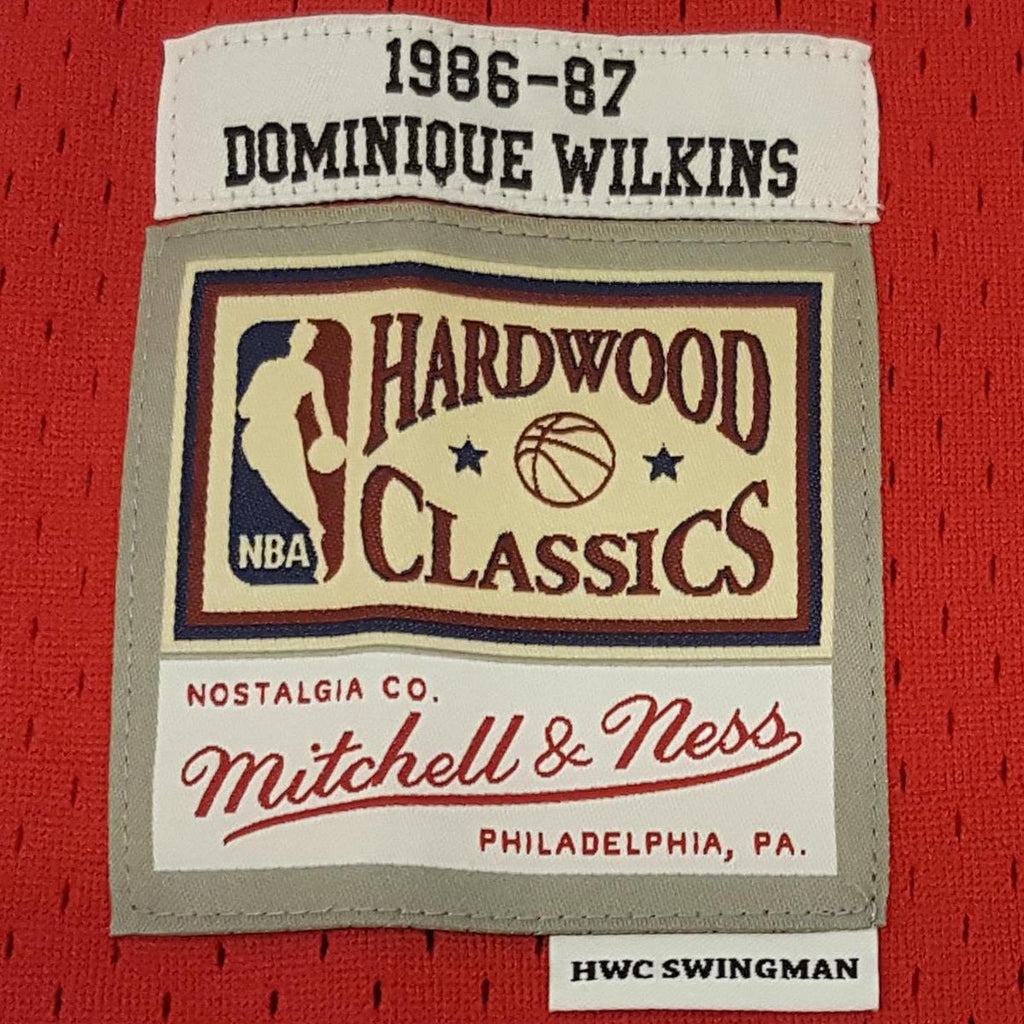 1986-87
DOMINIQUE WILKINS
HARDWOOD
CLASSICS
NBA
NOSTALGIA CO.
Mitchell & Ness
PHILADELPHIA, PA.
HWC SWINGMAN